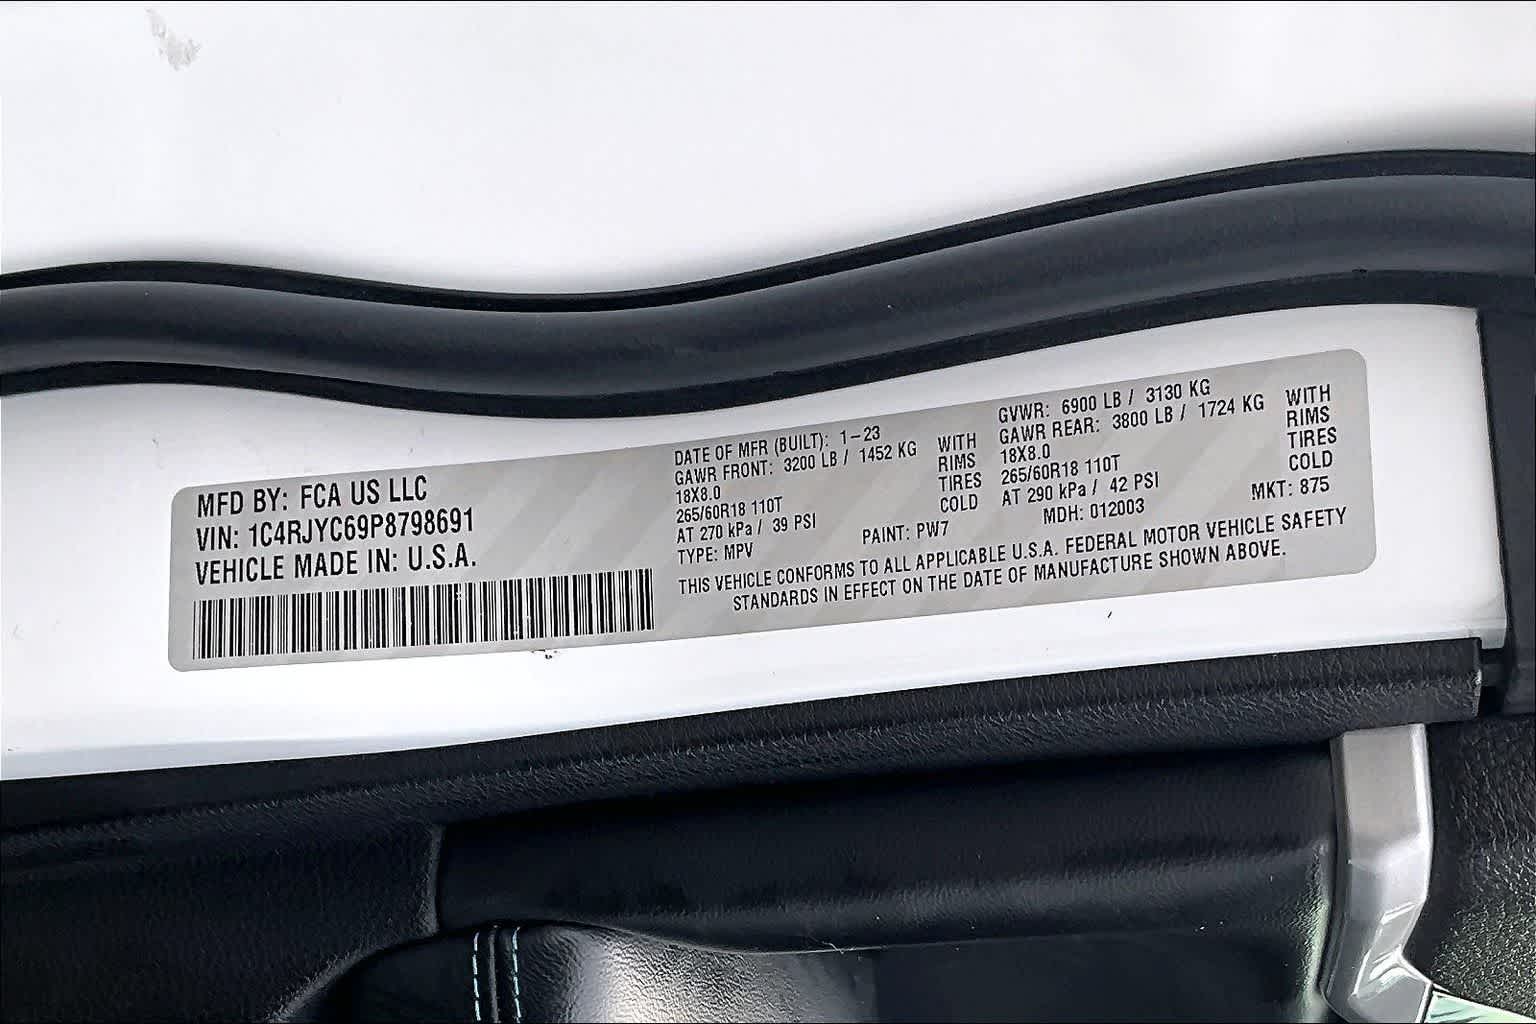 MFD BY: FCA US LLC
VIN: 1C4RJYC69P8798691
VEHICLE MADE IN: U.S.A.
DATE OF MFR (BUILT): 1-23
GAWR FRONT: 3200 LB / 1452 KG WITH
18X8.0 RIMS
265/60R18 110T TIRES
AT 270 kPa / 39 PSI COLD
TYPE: MPV PAINT: PW7
GVWR: 6900 LB / 3130 KG
GAWR REAR: 3800 LB / 1724 KG WITH
18X8.0 RIMS
265/60R18 110T TIRES
AT 290 kPa / 42 PSI COLD
MDH: 012003 MKT: 875
THIS VEHICLE CONFORMS TO ALL APPLICABLE U.S.A. FEDERAL MOTOR VEHICLE SAFETY
STANDARDS IN EFFECT ON THE DATE OF MANUFACTURE SHOWN ABOVE.